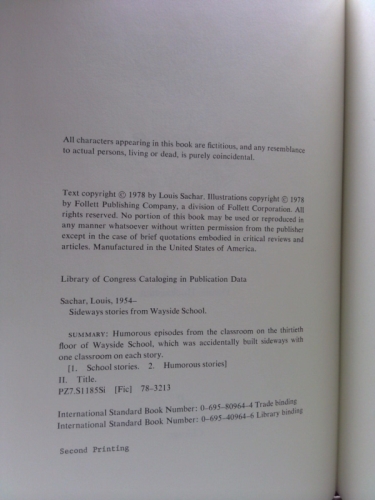 All characters appearing in this book are fictitious, and any resemblance
to actual persons, living or dead, is purely coincidental.
Text copyright © 1978 by Louis Sachar, Illustrations copyright © 1978
by Follett Publishing Company, a division of Follett Corporation. All
rights reserved. No portion of this book may be used or reproduced in
any manner whatsoever without written permission from the publisher
except in the case of brief quotations embodied in critical reviews and
articles. Manufactured in the United States of America.
Library of Congress Cataloging in Publication Data
Sachar, Louis, 1954–
Sideways stories from Wayside School.
SUMMARY: Humorous episodes from the classroom on the thirtieth
floor of Wayside School, which was accidentally built sideways with
one classroom on each story.
[1. School stories. 2. Humorous stories]
II. Title.
PZ7.S1185Si [Fic] 78-3213
International Standard Book Number: 0-695-80964-4 Trade binding
International Standard Book Number: 0-695-40964-6 Library binding
Second Printing